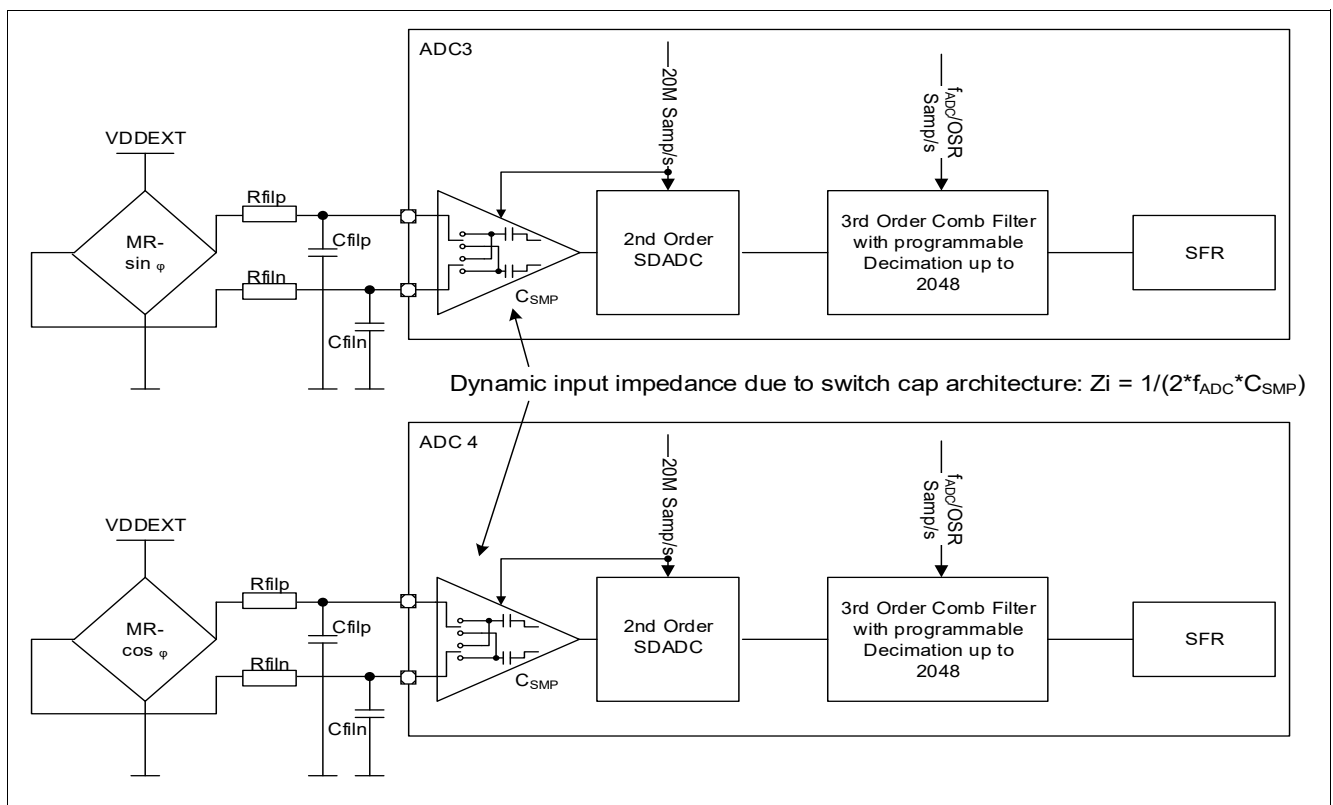 ADC3
20M Samp/s
fADC/OSR
Samp/s
VDDEXT
Rfilp
MR-
sin φ
Cfilp
2nd Order
SDADC
3rd Order Comb Filter
with programmable
Decimation up to
2048
SFR
Rfiln
CSMP
Cfiln
Dynamic input impedance due to switch cap architecture: Zi = 1/(2*fADC*CSMP)
ADC 4
20M Samp/s
fADC/OSR
Samp/s
VDDEXT
Rfilp
MR-
cos φ
Cfilp
2nd Order
SDADC
3rd Order Comb Filter
with programmable
Decimation up to
2048
SFR
Rfiln
CSMP
Cfiln